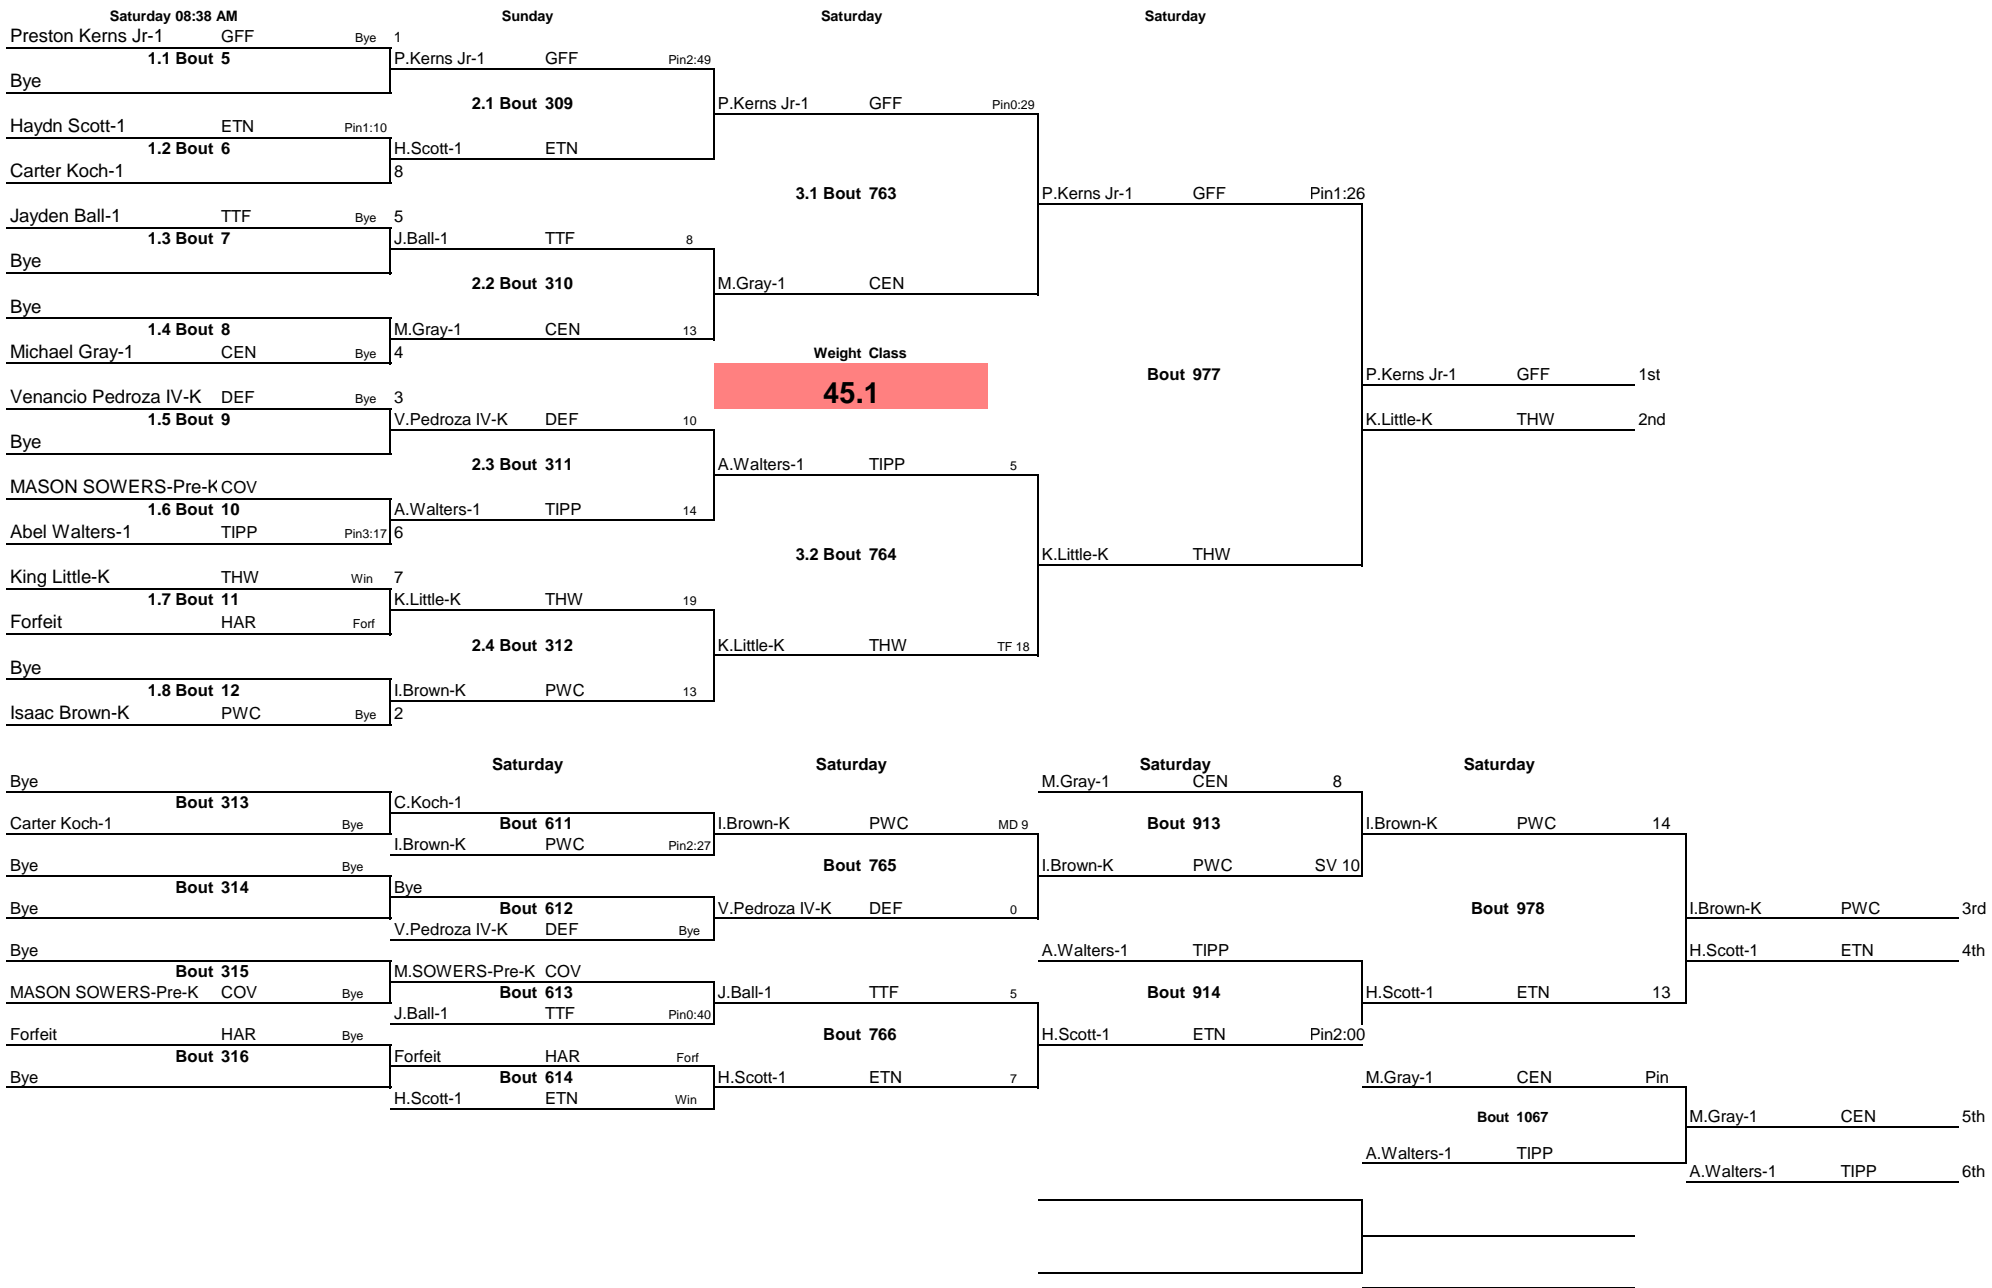 Saturday 08:38 AM Sunday Saturday Saturday
Preston Kerns Jr-1 GFF Bye 1
1.1 Bout 5 P.Kerns Jr-1 GFF Pin2:49
Bye
2.1 Bout 309 P.Kerns Jr-1 GFF Pin0:29
Haydn Scott-1 ETN Pin1:10
1.2 Bout 6 H.Scott-1 ETN
Carter Koch-1 8
3.1 Bout 763 P.Kerns Jr-1 GFF Pin1:26
Jayden Ball-1 TTF Bye 5
1.3 Bout 7 J.Ball-1 TTF 8
Bye
2.2 Bout 310 M.Gray-1 CEN
Bye
1.4 Bout 8 M.Gray-1 CEN 13
Michael Gray-1 CEN Bye 4 Weight Class
Bout 977 P.Kerns Jr-1 GFF 1st
45.1
Venancio Pedroza IV-K DEF Bye 3
1.5 Bout 9 V.Pedroza IV-K DEF 10 K.Little-K THW 2nd
Bye
2.3 Bout 311 A.Walters-1 TIPP 5
MASON SOWERS-Pre-K COV
1.6 Bout 10 A.Walters-1 TIPP 14
Abel Walters-1 TIPP Pin3:17 6
3.2 Bout 764 K.Little-K THW
King Little-K THW Win 7
1.7 Bout 11 K.Little-K THW 19
Forfeit HAR Forf
2.4 Bout 312 K.Little-K THW TF 18
Bye
1.8 Bout 12 I.Brown-K PWC 13
Isaac Brown-K PWC Bye 2
Saturday Saturday Saturday Saturday
Bye M.Gray-1 CEN 8
Bout 313 C.Koch-1
Carter Koch-1 Bye Bout 611 I.Brown-K PWC MD 9 Bout 913 I.Brown-K PWC 14
I.Brown-K PWC Pin2:27
Bye Bye Bout 765 I.Brown-K PWC SV 10
Bout 314 Bye
Bye Bout 612 V.Pedroza IV-K DEF 0 Bout 978 I.Brown-K PWC 3rd
V.Pedroza IV-K DEF Bye
Bye A.Walters-1 TIPP H.Scott-1 ETN 4th
Bout 315 M.SOWERS-Pre-K COV
MASON SOWERS-Pre-K COV Bye Bout 613 J.Ball-1 TTF 5 Bout 914 H.Scott-1 ETN 13
J.Ball-1 TTF Pin0:40
Forfeit HAR Bye Bout 766 H.Scott-1 ETN Pin2:00
Bout 316 Forfeit HAR Forf
Bye Bout 614 H.Scott-1 ETN 7 M.Gray-1 CEN Pin
H.Scott-1 ETN Win
Bout 1067 M.Gray-1 CEN 5th
A.Walters-1 TIPP
A.Walters-1 TIPP 6th